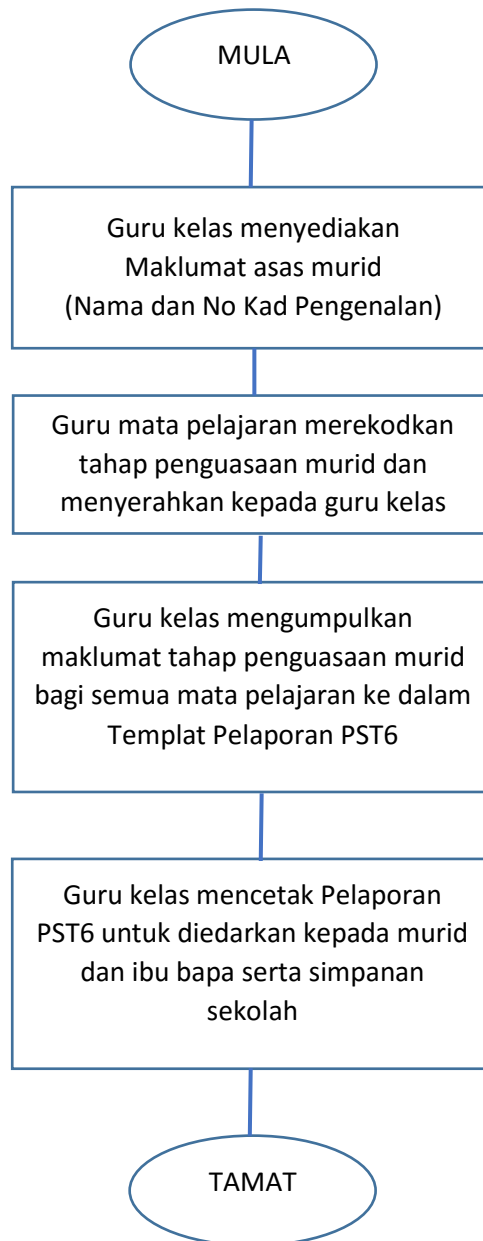 MULA
Guru kelas menyediakan
Maklumat asas murid
(Nama dan No Kad Pengenalan)
Guru mata pelajaran merekodkan
tahap penguasaan murid dan
menyerahkan kepada guru kelas
Guru kelas mengumpulkan
maklumat tahap penguasaan murid
bagi semua mata pelajaran ke dalam
Templat Pelaporan PST6
Guru kelas mencetak Pelaporan
PST6 untuk diedarkan kepada murid
dan ibu bapa serta simpanan
sekolah
TAMAT